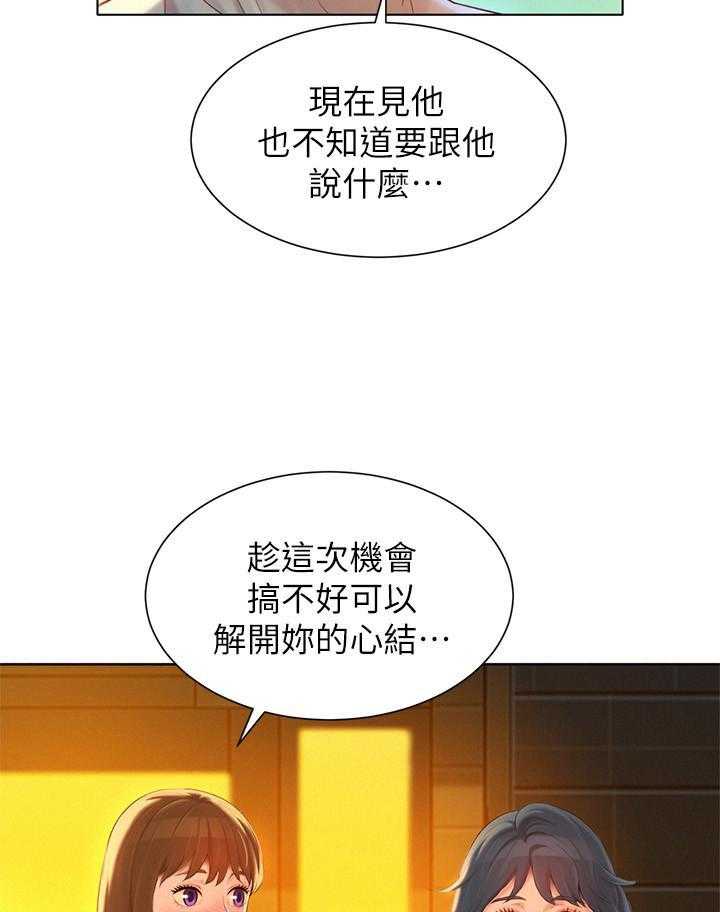 現在見他
也不知道要跟他
說什麼…
趁這次機會
搞不好可以
解開妳的心結…